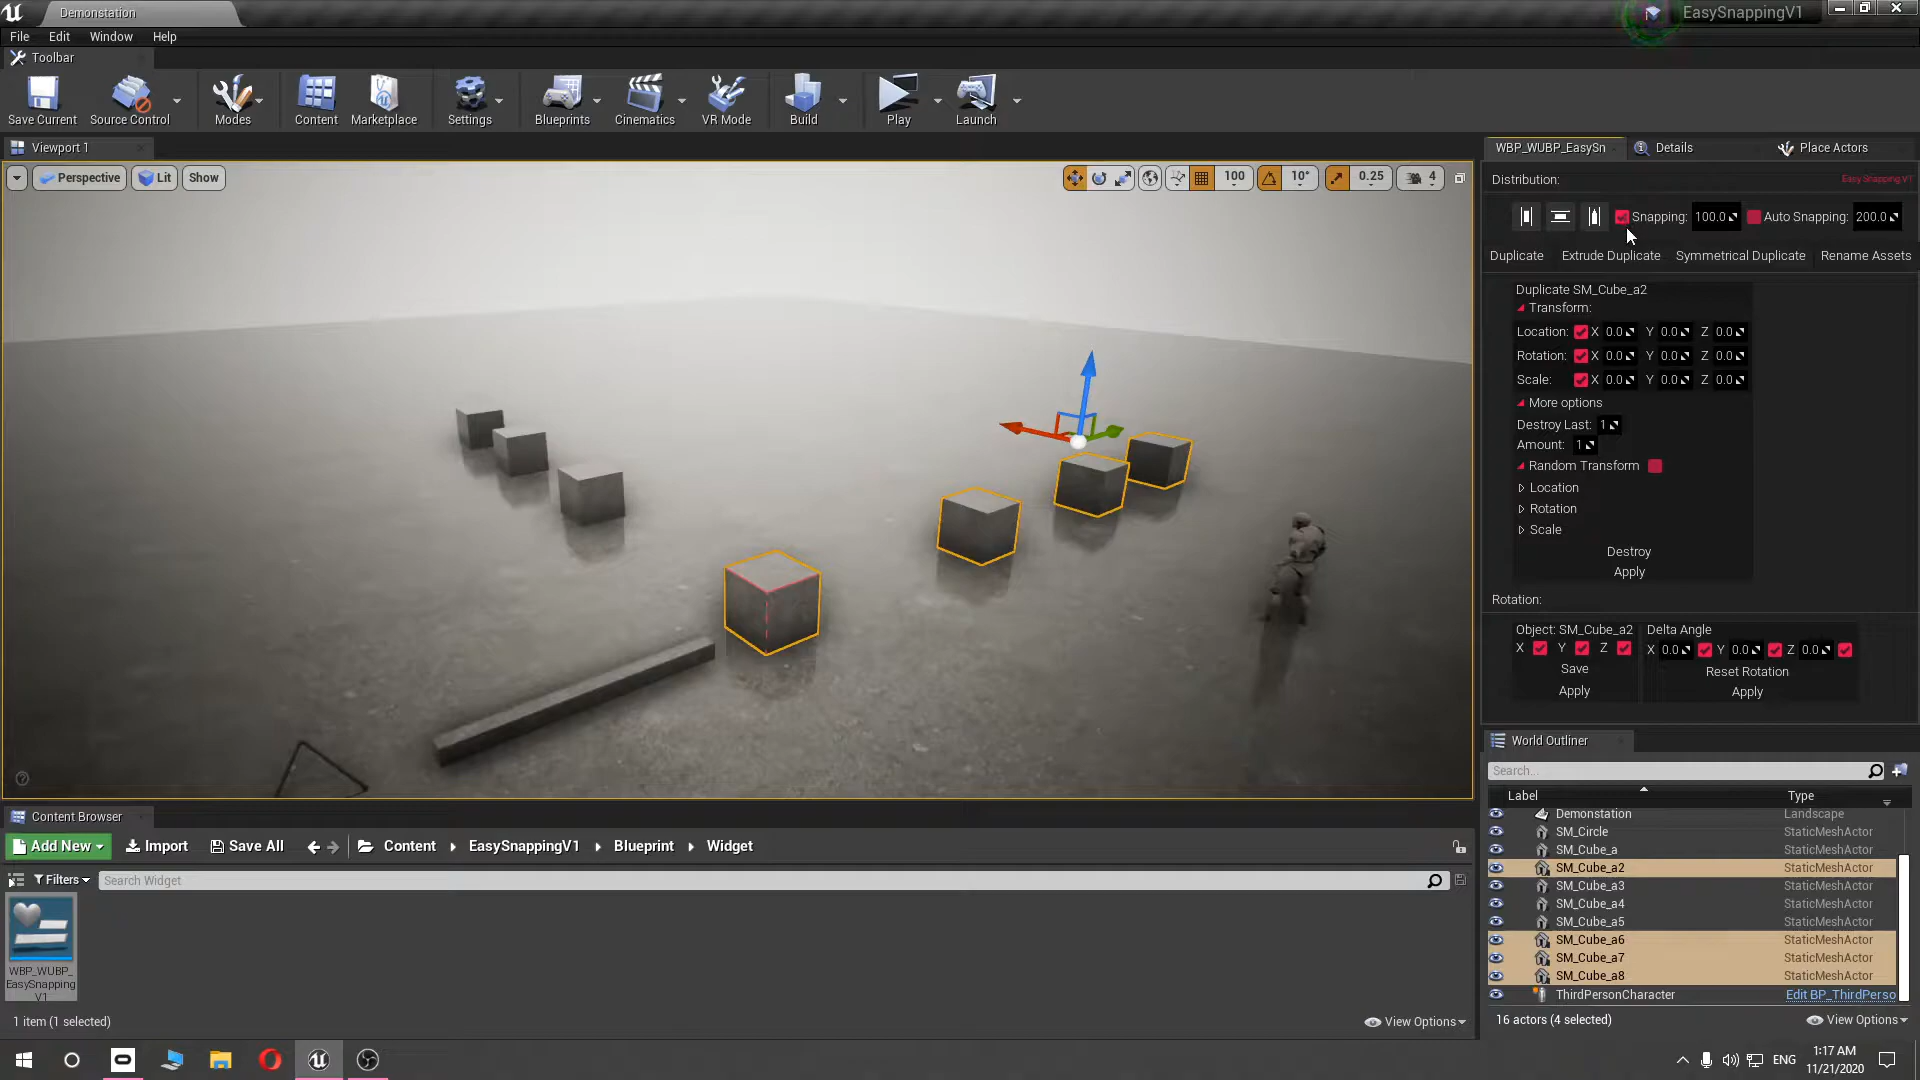 Demonstation
EasySnappingV1
File Edit Window Help
Toolbar
Save Current Source Control Modes Content Marketplace Settings Blueprints Cinematics VR Mode Build Play Launch
Viewport 1
WBP_WUBP_EasySn Details Place Actors
Perspective Lit Show
100 10° 0.25 4
Distribution:
Easy Snapping V1
Snapping: 100.0 Auto Snapping: 200.0
Duplicate Extrude Duplicate Symmetrical Duplicate Rename Assets
Duplicate SM_Cube_a2
Transform:
Location: X 0.0 Y 0.0 Z 0.0
Rotation: X 0.0 Y 0.0 Z 0.0
Scale: X 0.0 Y 0.0 Z 0.0
More options
Destroy Last: 1
Amount: 1
Random Transform
Location
Rotation
Scale
Destroy
Apply
Rotation:
Object: SM_Cube_a2 Delta Angle
X Y Z X 0.0 Y 0.0 Z 0.0
Save Reset Rotation
Apply Apply
World Outliner
Search...
Label Type
Demonstation Landscape
SM_Circle StaticMeshActor
SM_Cube_a StaticMeshActor
SM_Cube_a2 StaticMeshActor
SM_Cube_a3 StaticMeshActor
SM_Cube_a4 StaticMeshActor
SM_Cube_a5 StaticMeshActor
SM_Cube_a6 StaticMeshActor
SM_Cube_a7 StaticMeshActor
SM_Cube_a8 StaticMeshActor
ThirdPersonCharacter Edit BP_ThirdPerso
16 actors (4 selected) View Options
Content Browser
Add New Import Save All Content EasySnappingV1 Blueprint Widget
Filters Search Widget
WBP_WUBP_
EasySnapping
V1
1 item (1 selected) View Options
ENG 1:17 AM
11/21/2020